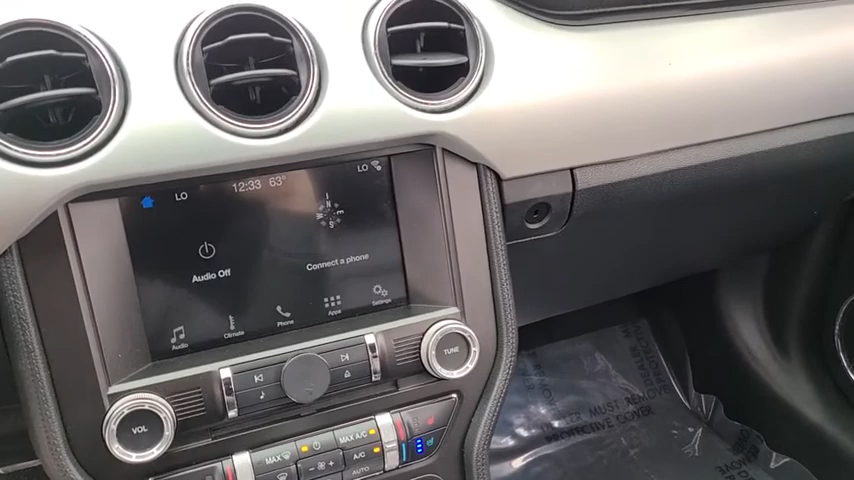 LO 12:33 63° LO
N
E
S
Audio Off
Connect a phone
Audio Climate Phone Apps Settings
TUNE
VOL
MAX MAX A/C
A/C
AUTO
DEALER MUST REMOVE
PROTECTIVE COVER